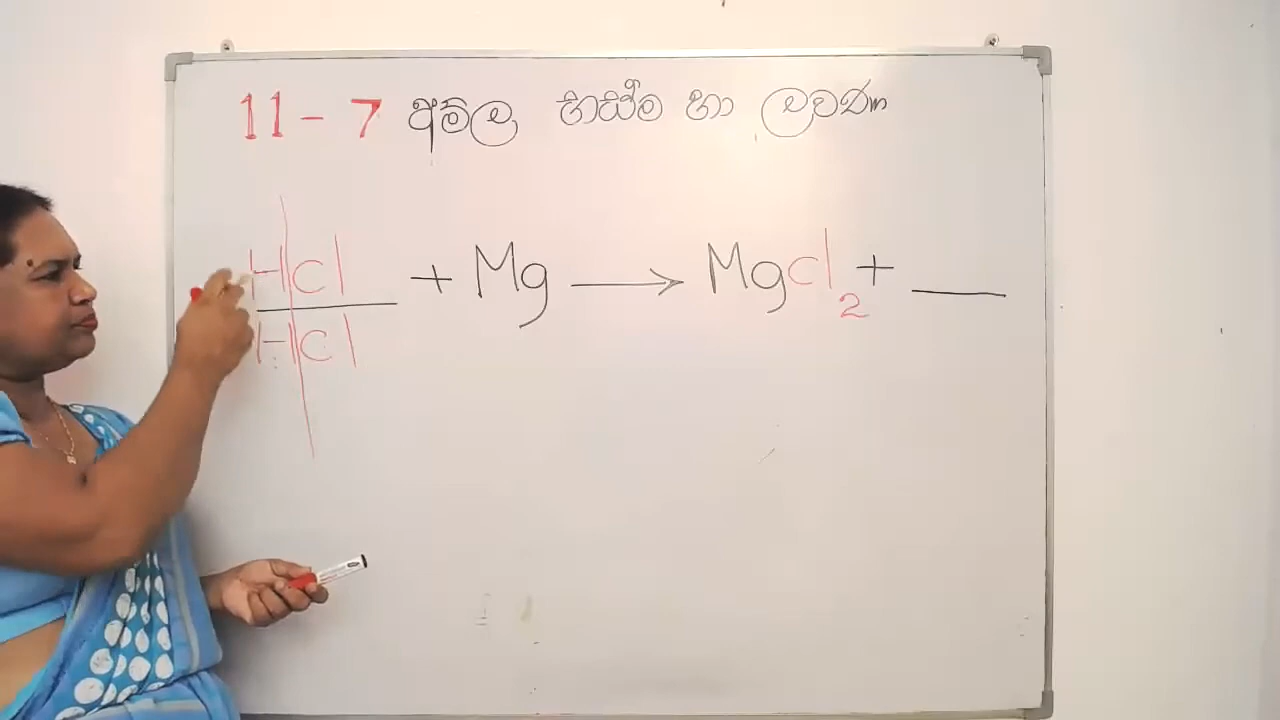 11 - 7 අම්ල භස්ම හා ලවණ
HCl + Mg → MgCl₂ + ___
HCl